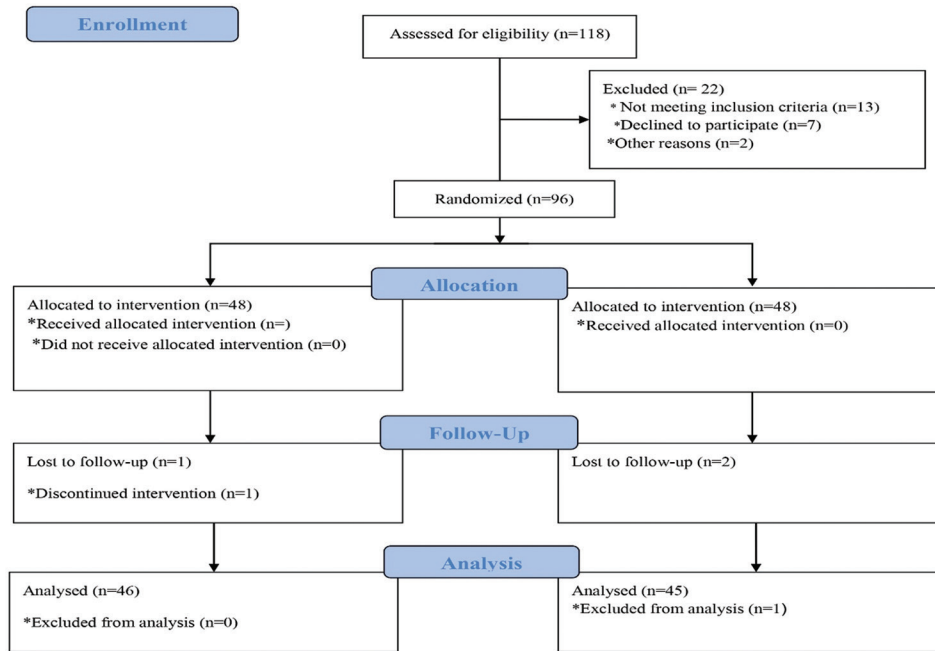 Enrollment
Assessed for eligibility (n=118)
Excluded (n= 22)
* Not meeting inclusion criteria (n=13)
*Declined to participate (n=7)
*Other reasons (n=2)
Randomized (n=96)
Allocation
Allocated to intervention (n=48)
*Received allocated intervention (n=)
*Did not receive allocated intervention (n=0)
Allocated to intervention (n=48)
*Received allocated intervention (n=0)
Follow-Up
Lost to follow-up (n=1)
*Discontinued intervention (n=1)
Lost to follow-up (n=2)
Analysis
Analysed (n=46)
*Excluded from analysis (n=0)
Analysed (n=45)
*Excluded from analysis (n=1)